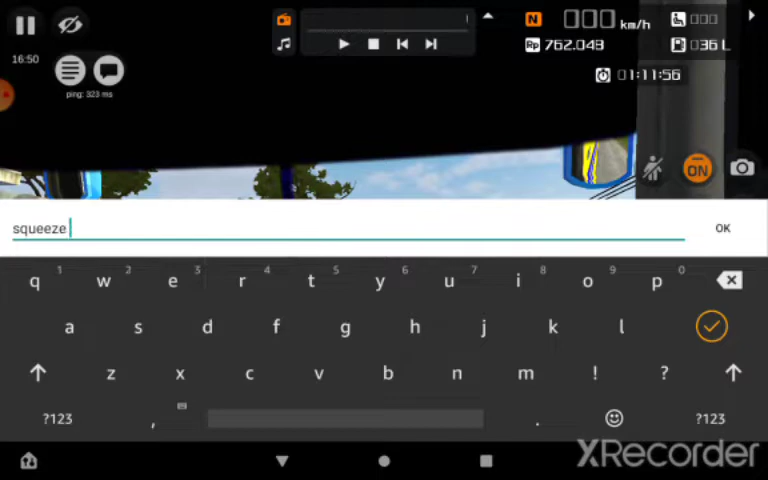 N 000 km/h 000
Rp 762.048 036 L
16:50
01:11:56
ping: 323 ms
ON
squeeze
OK
q 1 w 2 e 3 r 4 t 5 y 6 u 7 i 8 o 9 p 0
a s d f g h j k l
z x c v b n m ! ?
?123 , . ?123
XRecorder